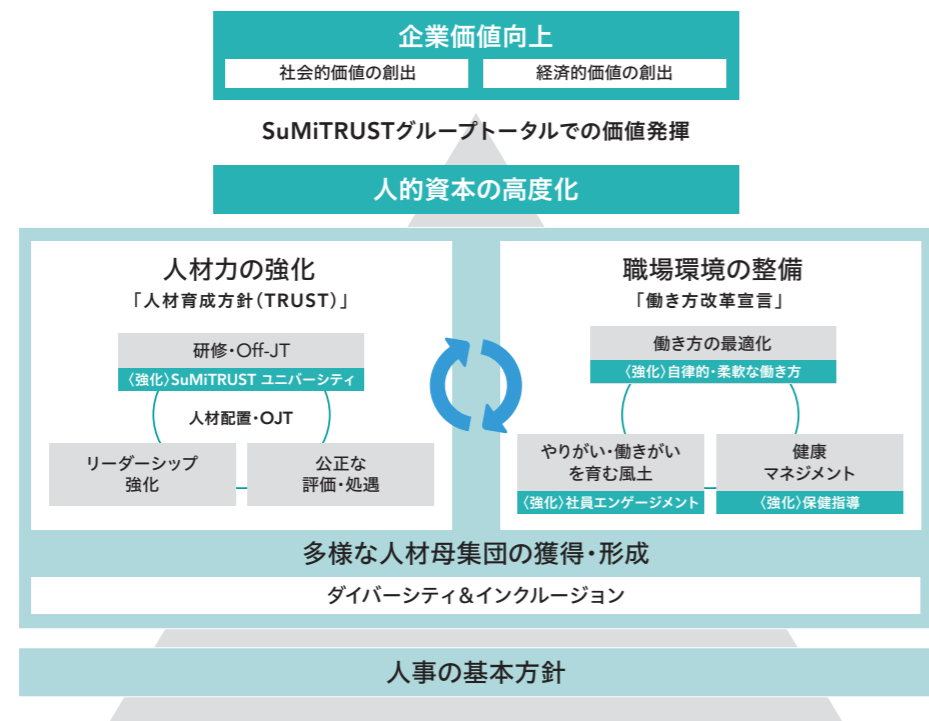 企業価値向上
社会的価値の創出
経済的価値の創出
SuMiTRUSTグループトータルでの価値発揮
人的資本の高度化
人材力の強化
「人材育成方針(TRUST)」
研修・Off-JT
〈強化〉SuMiTRUST ユニバーシティ
人材配置・OJT
リーダーシップ
強化
公正な
評価・処遇
職場環境の整備
「働き方改革宣言」
働き方の最適化
〈強化〉自律的・柔軟な働き方
やりがい・働きがい
を育む風土
〈強化〉社員エンゲージメント
健康
マネジメント
〈強化〉保健指導
多様な人材母集団の獲得・形成
ダイバーシティ&インクルージョン
人事の基本方針